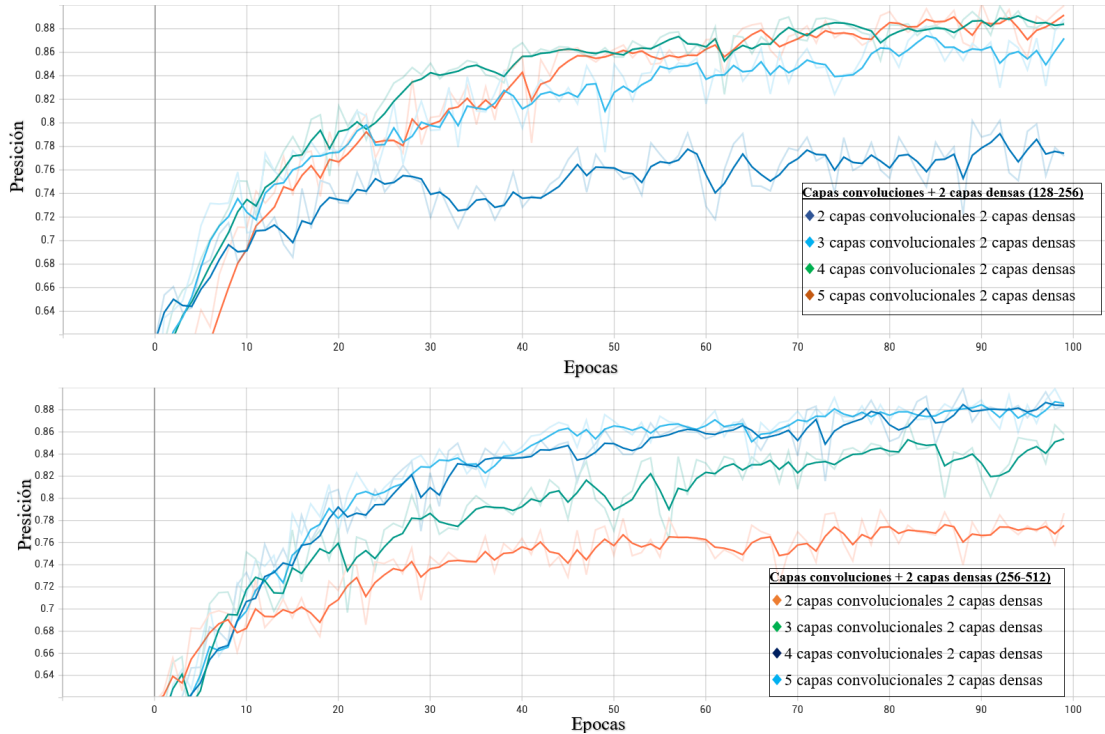 0.88
0.86
0.84
0.82
0.8
0.78
0.76
0.74
0.72
0.7
0.68
0.66
0.64
Presición
Capas convoluciones + 2 capas densas (128-256)
2 capas convolucionales 2 capas densas
3 capas convolucionales 2 capas densas
4 capas convolucionales 2 capas densas
5 capas convolucionales 2 capas densas
0 10 20 30 40 50 60 70 80 90 100
Epocas
0.88
0.86
0.84
0.82
0.8
0.78
0.76
0.74
0.72
0.7
0.68
0.66
0.64
Presición
Capas convoluciones + 2 capas densas (256-512)
2 capas convolucionales 2 capas densas
3 capas convolucionales 2 capas densas
4 capas convolucionales 2 capas densas
5 capas convolucionales 2 capas densas
0 10 20 30 40 50 60 70 80 90 100
Epocas